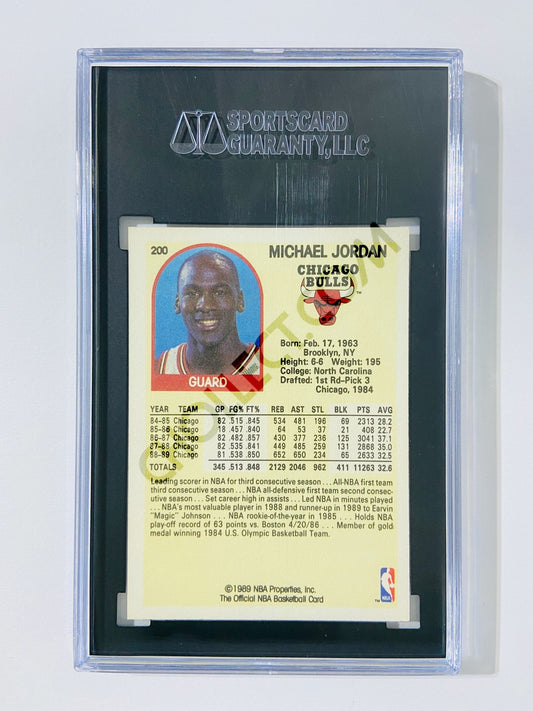 SPORTSCARD
GUARANTY, LLC
200 MICHAEL JORDAN
CHICAGO
BULLS
TM
GUARD
Born: Feb. 17, 1963
Brooklyn, NY
Height: 6-6 Weight: 195
College: North Carolina
Drafted: 1st Rd-Pick 3
Chicago, 1984
YEAR TEAM GP FG% FT% REB AST STL BLK PTS AVG
84-85 Chicago 82 .515 .845 534 481 196 69 2313 28.2
85-86 Chicago 18 .457 .840 64 53 37 21 408 22.7
86-87 Chicago 82 .482 .857 430 377 236 125 3041 37.1
87-88 Chicago 82 .535 .841 449 485 259 131 2868 35.0
88-89 Chicago 81 .538 .850 652 650 234 65 2633 32.5
TOTALS 345 .513 .848 2129 2046 962 411 11263 32.6
Leading scorer in NBA for third consecutive season . . . All-NBA first team
third consecutive season . . . NBA all-defensive first team second consec-
utive season . . . Set career high in assists . . . Led NBA in minutes played
. . . NBA's most valuable player in 1988 and runner-up in 1989 to Earvin
"Magic" Johnson . . . NBA rookie-of-the-year in 1985 . . . Holds NBA
play-off record of 63 points vs. Boston 4/20/86 . . . Member of gold
medal winning 1984 U.S. Olympic Basketball Team.
©1989 NBA Properties, Inc.
The Official NBA Basketball Card
TM
NBA